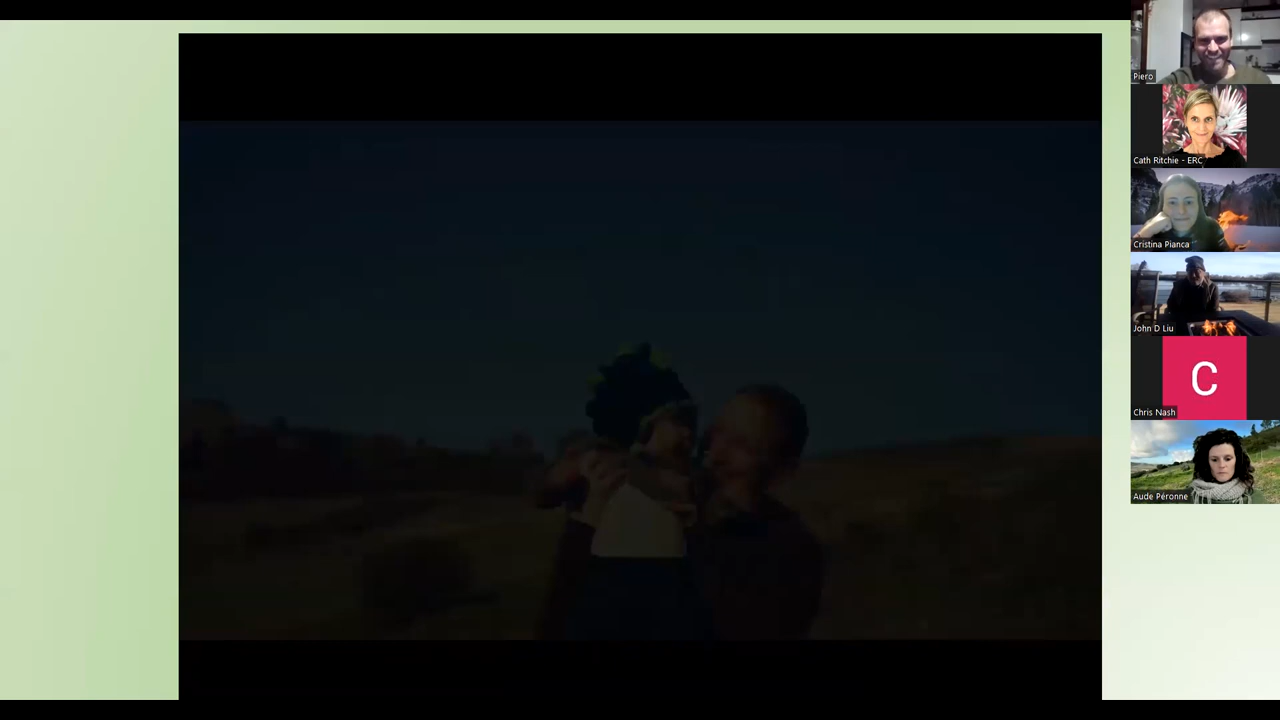 Piero
Cath Ritchie - ERC
Cristina Pianca
John D Liu
C
Chris Nash
Aude Péronne